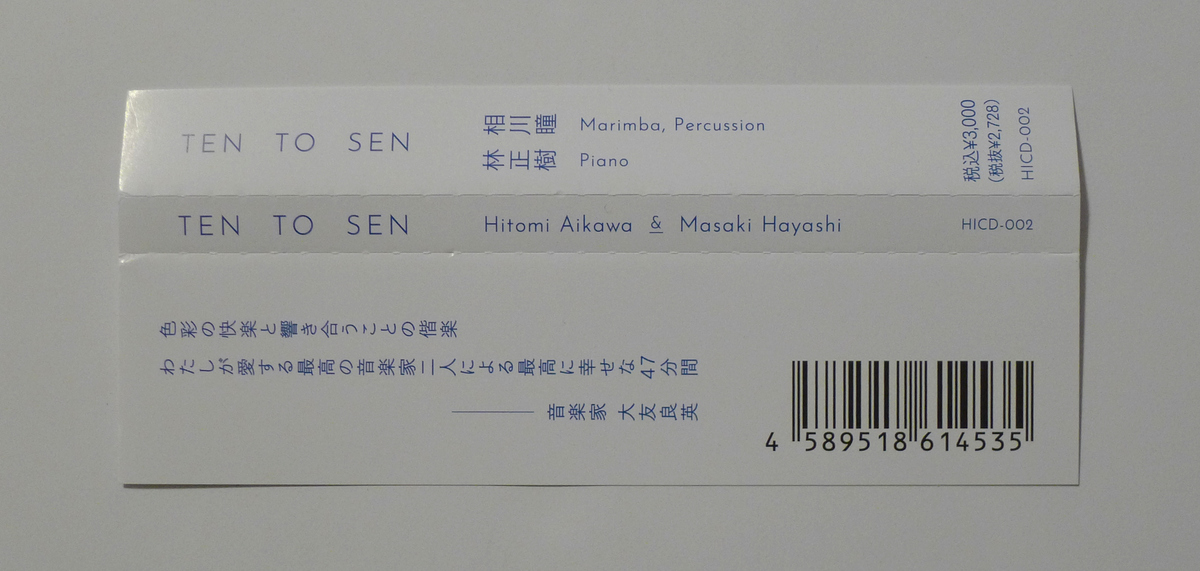 TEN TO SEN
相川瞳 Marimba, Percussion
林正樹 Piano
税込¥3,000
(税抜¥2,728)
HICD-002
TEN TO SEN Hitomi Aikawa & Masaki Hayashi HICD-002
色彩の快楽と響き合うことの偕楽
わたしが愛する最高の音楽家二人による最高に幸せな47分間
――音楽家 大友良英
4 589518 614535